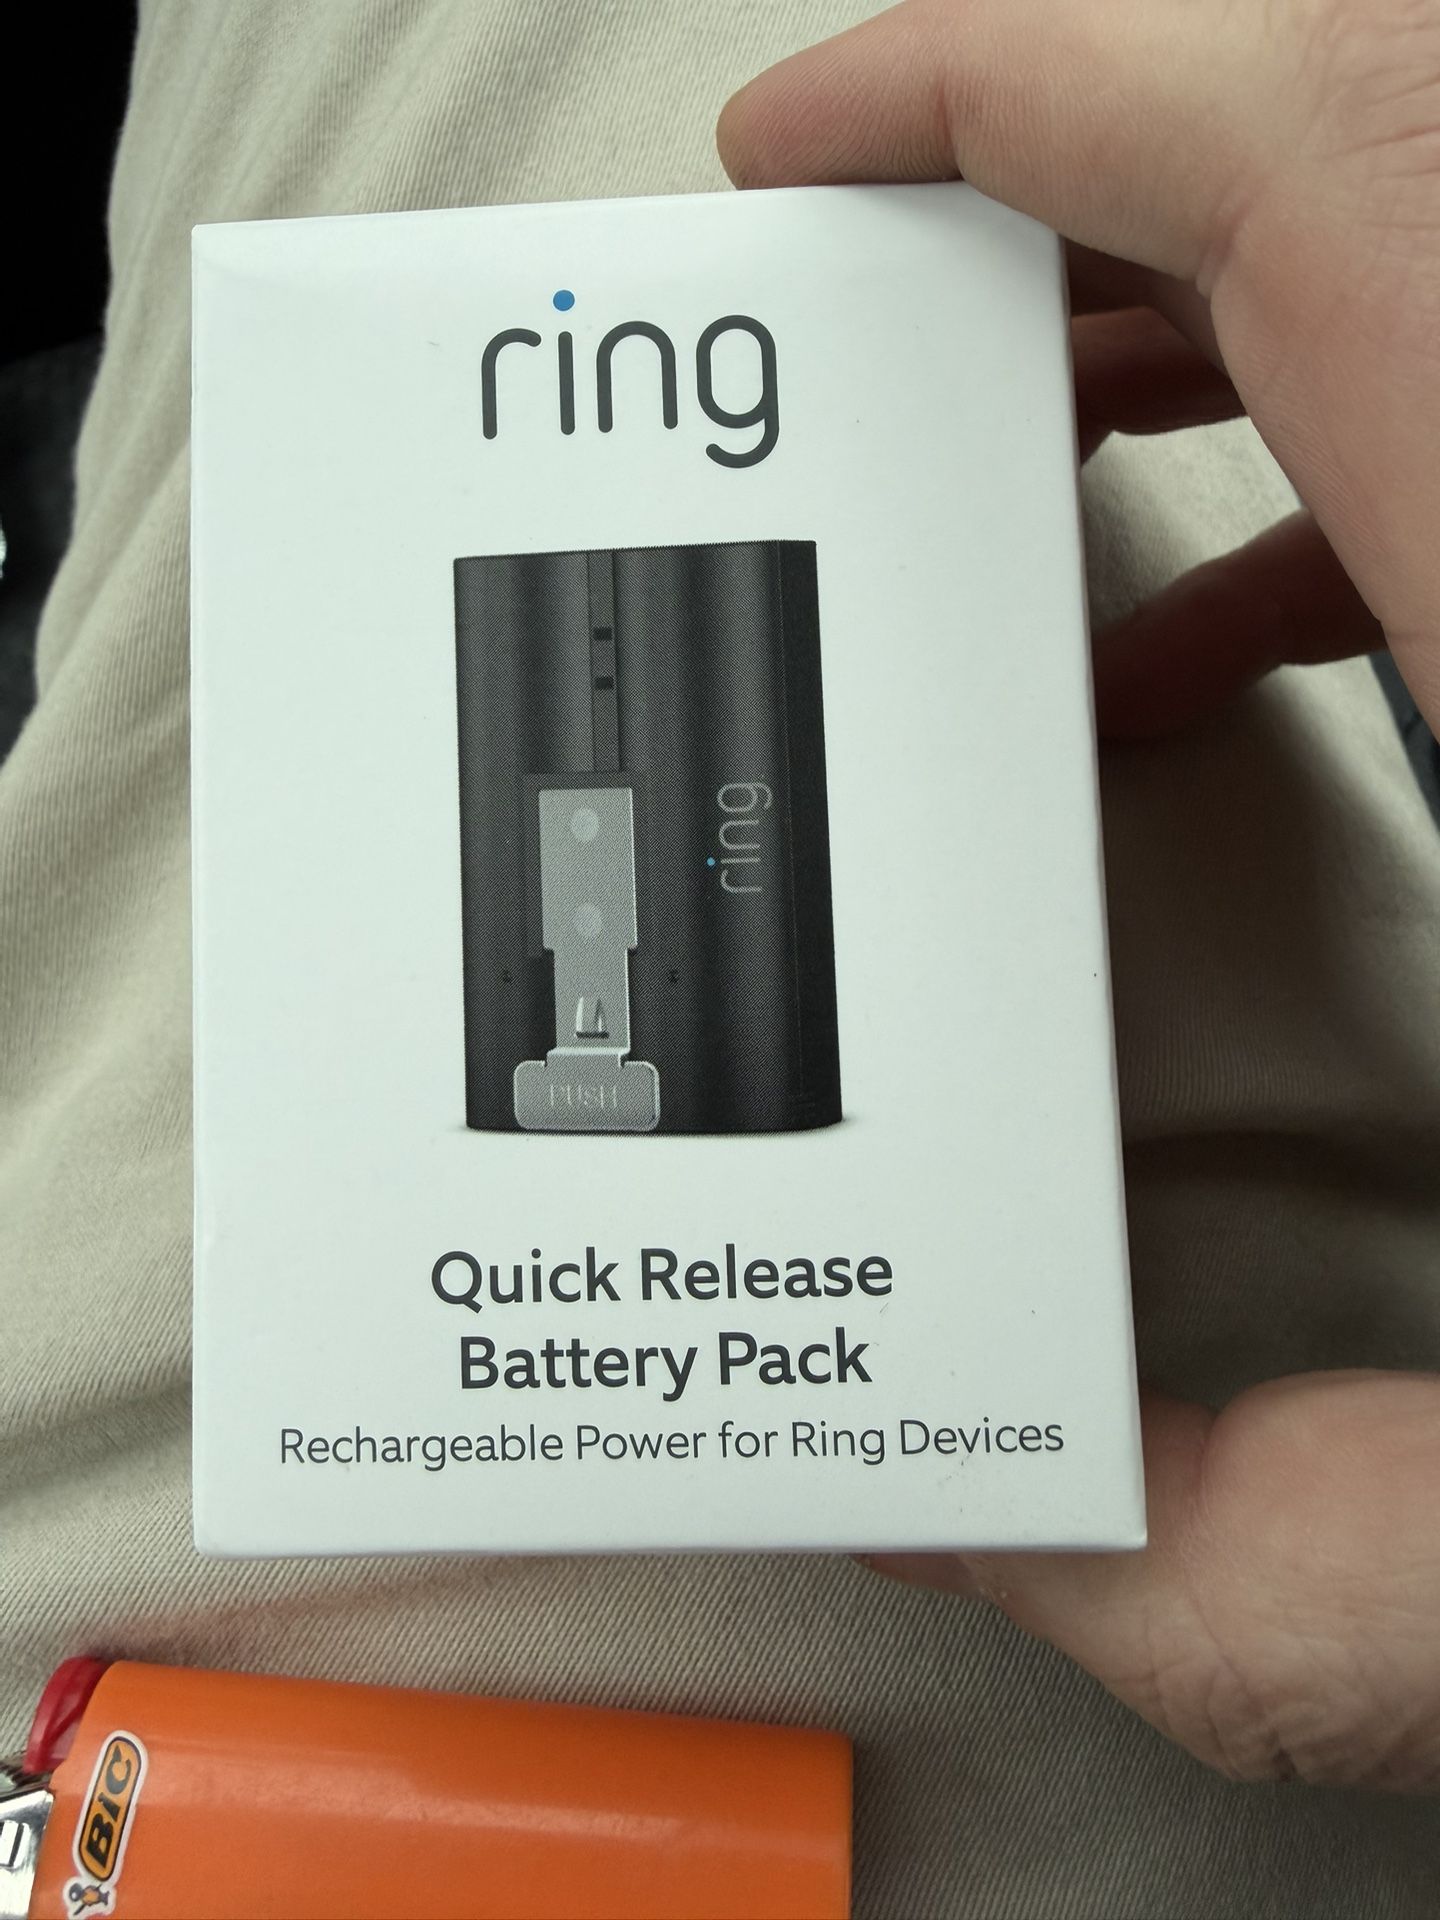 ring
ring
PUSH
Quick Release
Battery Pack
Rechargeable Power for Ring Devices
BIC